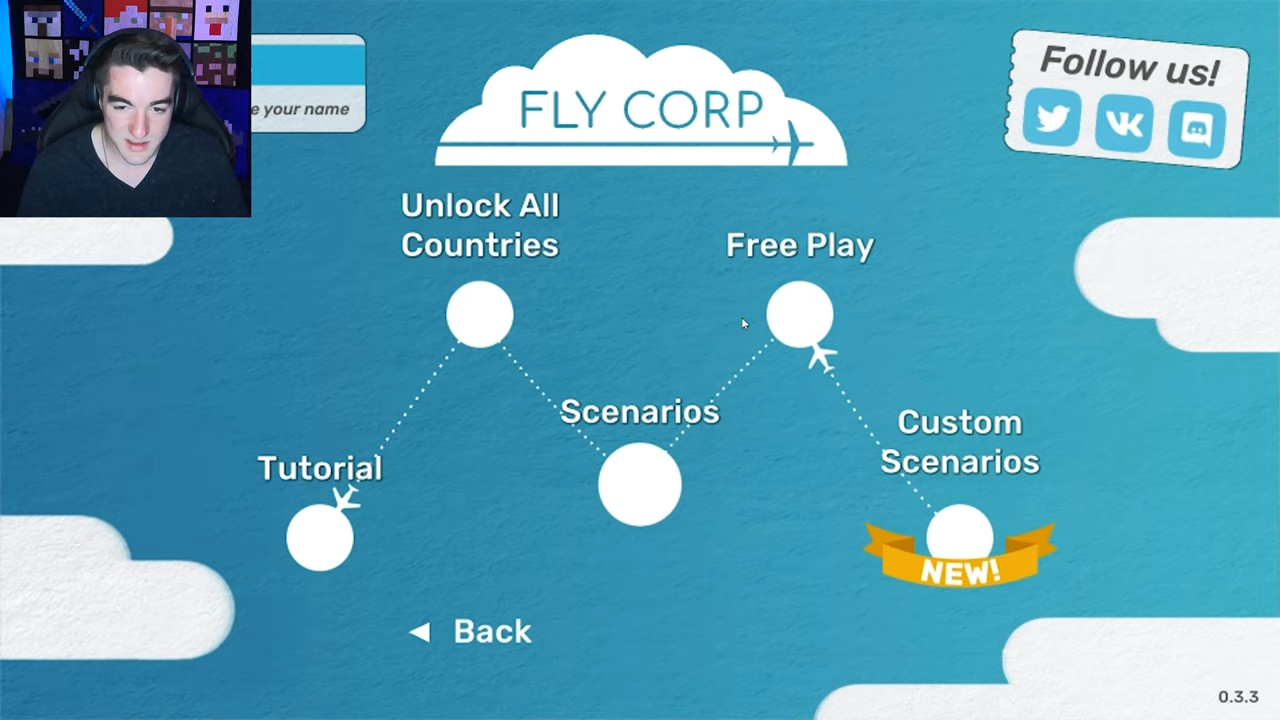 e your name
FLY CORP
Follow us!
Unlock All
Countries
Free Play
Scenarios
Custom
Scenarios
Tutorial
NEW!
Back
0.3.3